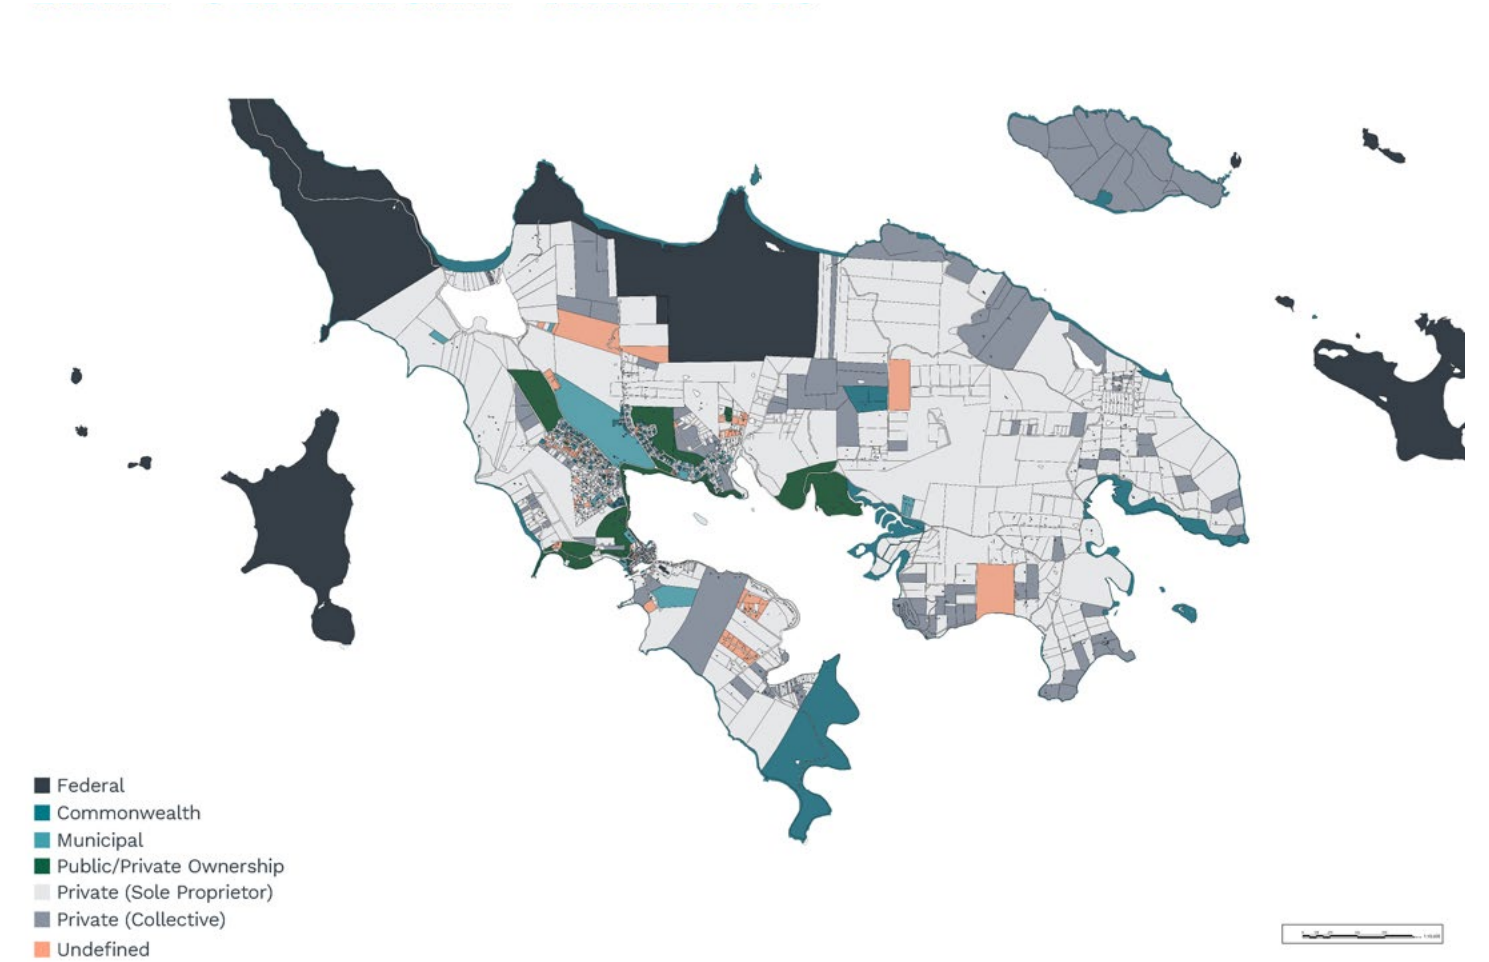 Federal
Commonwealth
Municipal
Public/Private Ownership
Private (Sole Proprietor)
Private (Collective)
Undefined